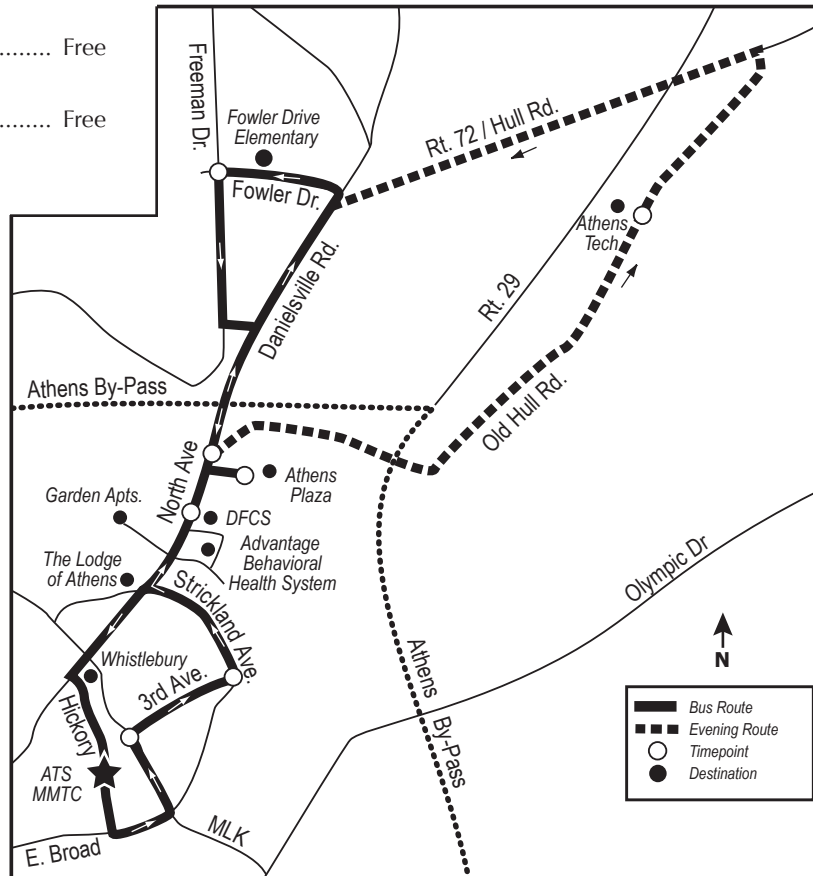 ......... Free
......... Free
Freeman Dr.
Fowler Drive
Elementary
Rt. 72 / Hull Rd.
Fowler Dr.
Athens
Tech
Danielsville Rd.
Rt. 29
Athens By-Pass
Old Hull Rd.
North Ave
Athens
Plaza
Garden Apts.
DFCS
Advantage
Behavioral
Health System
The Lodge
of Athens
Strickland Ave.
Olympic Dr
Whistlebury
3rd Ave.
Athens By-Pass
Hickory
N
ATS
MMTC
Bus Route
Evening Route
Timepoint
Destination
E. Broad
MLK